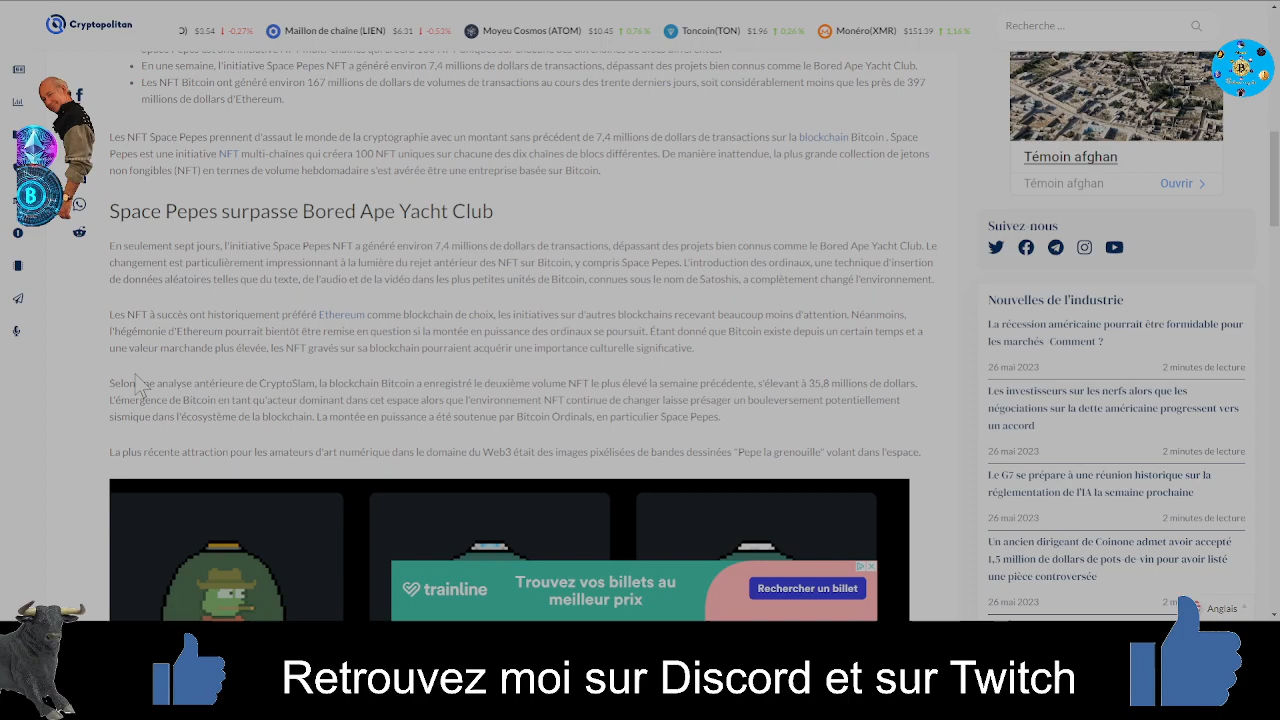 Cryptopolitan
) $3.54 ↓ -0,27% Maillon de chaîne (LIEN) $6.31 ↓ -0,53% Moyeu Cosmos (ATOM) $10.45 ↑ 0,76 % Toncoin(TON) $1.96 ↑ 0,26 % Monéro(XMR) $151.39 ↑ 1,16 %
Recherche ...
• En une semaine, l'initiative Space Pepes NFT a généré environ 7,4 millions de dollars de transactions, dépassant des projets bien connus comme le Bored Ape Yacht Club.
• Les NFT Bitcoin ont généré environ 167 millions de dollars de volumes de transactions au cours des trente derniers jours, soit considérablement moins que les près de 397
millions de dollars d'Ethereum.
Les NFT Space Pepes prennent d'assaut le monde de la cryptographie avec un montant sans précédent de 7,4 millions de dollars de transactions sur la blockchain Bitcoin . Space
Pepes est une initiative NFT multi-chaînes qui créera 100 NFT uniques sur chacune des dix chaînes de blocs différentes. De manière inattendue, la plus grande collection de jetons
non fongibles (NFT) en termes de volume hebdomadaire s'est avérée être une entreprise basée sur Bitcoin.
Space Pepes surpasse Bored Ape Yacht Club
En seulement sept jours, l'initiative Space Pepes NFT a généré environ 7,4 millions de dollars de transactions, dépassant des projets bien connus comme le Bored Ape Yacht Club. Le
changement est particulièrement impressionnant à la lumière du rejet antérieur des NFT sur Bitcoin, y compris Space Pepes. L'introduction des ordinaux, une technique d'insertion
de données aléatoires telles que du texte, de l'audio et de la vidéo dans les plus petites unités de Bitcoin, connues sous le nom de Satoshis, a complètement changé l'environnement.
Les NFT à succès ont historiquement préféré Ethereum comme blockchain de choix, les initiatives sur d'autres blockchains recevant beaucoup moins d'attention. Néanmoins,
l'hégémonie d'Ethereum pourrait bientôt être remise en question si la montée en puissance des ordinaux se poursuit. Étant donné que Bitcoin existe depuis un certain temps et a
une valeur marchande plus élevée, les NFT gravés sur sa blockchain pourraient acquérir une importance culturelle significative.
Selon une analyse antérieure de CryptoSlam, la blockchain Bitcoin a enregistré le deuxième volume NFT le plus élevé la semaine précédente, s'élevant à 35,8 millions de dollars.
L'émergence de Bitcoin en tant qu'acteur dominant dans cet espace alors que l'environnement NFT continue de changer laisse présager un bouleversement potentiellement
sismique dans l'écosystème de la blockchain. La montée en puissance a été soutenue par Bitcoin Ordinals, en particulier Space Pepes.
La plus récente attraction pour les amateurs d'art numérique dans le domaine du Web3 était des images pixélisées de bandes dessinées "Pepe la grenouille" volant dans l'espace.
trainline
Trouvez vos billets au
meilleur prix
Rechercher un billet
Témoin afghan
Témoin afghan Ouvrir
Suivez-nous
Nouvelles de l'industrie
La récession américaine pourrait être formidable pour
les marchés -Comment ?
26 mai 2023 2 minutes de lecture
Les investisseurs sur les nerfs alors que les
négociations sur la dette américaine progressent vers
un accord
26 mai 2023 2 minutes de lecture
Le G7 se prépare à une réunion historique sur la
réglementation de l'IA la semaine prochaine
26 mai 2023 2 minutes de lecture
Un ancien dirigeant de Coinone admet avoir accepté
1,5 million de dollars de pots-de-vin pour avoir listé
une pièce controversée
26 mai 2023
Anglais
Retrouvez moi sur Discord et sur Twitch